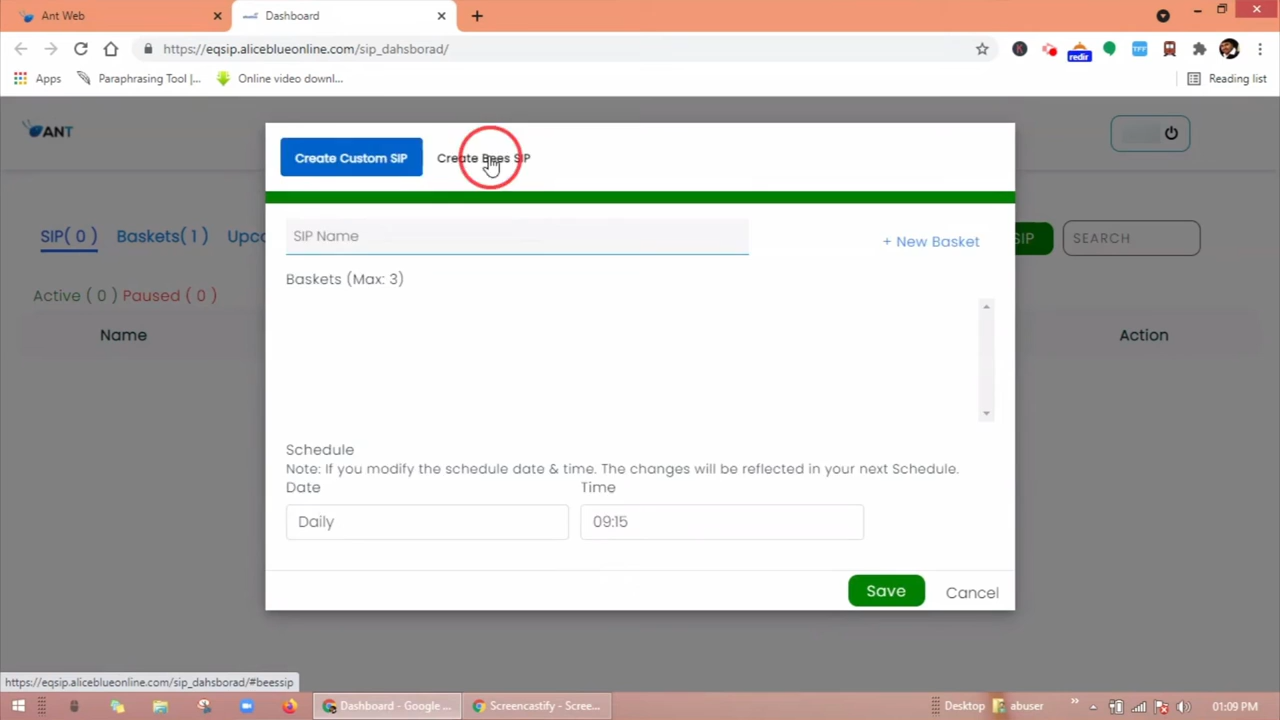 Ant Web
Dashboard
https://eqsip.aliceblueonline.com/sip_dahsborad/
redir
TPF
Apps
Paraphrasing Tool |...
Online video downl...
Reading list
ANT
Create Custom SIP
Create Bees SIP
SIP( 0 )
Baskets( 1 )
Upco
SIP Name
+ New Basket
SIP
SEARCH
Baskets (Max: 3)
Active ( 0 ) Paused ( 0 )
Name
Action
Schedule
Note: If you modify the schedule date & time. The changes will be reflected in your next Schedule.
Date
Time
Daily
09:15
Save
Cancel
https://eqsip.aliceblueonline.com/sip_dahsborad/#beessip
Dashboard - Google ...
Screencastify - Scree...
Desktop
abuser
01:09 PM